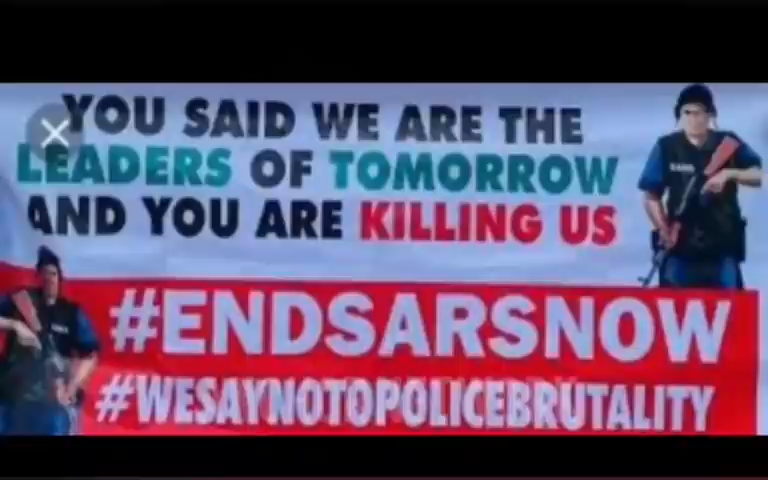 YOU SAID WE ARE THE
LEADERS OF TOMORROW
AND YOU ARE KILLING US
#ENDSARSNOW
#WESAYNOTOPOLICEBRUTALITY